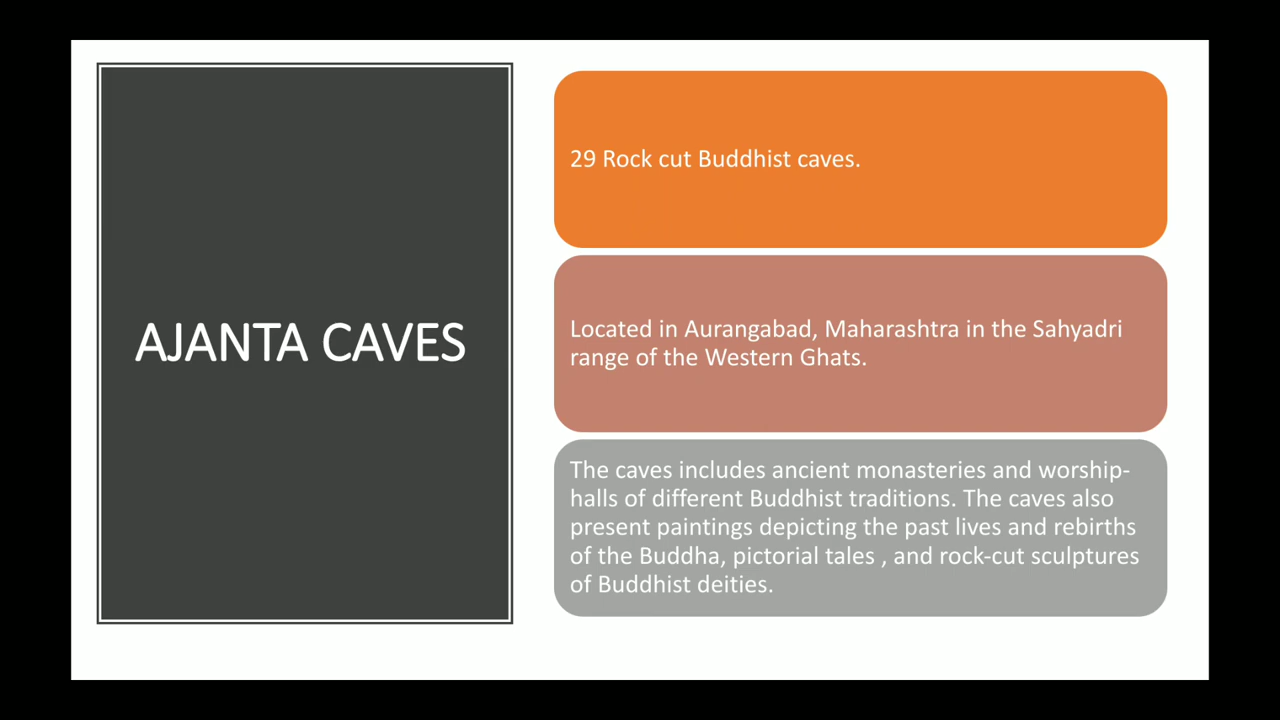 AJANTA CAVES
29 Rock cut Buddhist caves.
Located in Aurangabad, Maharashtra in the Sahyadri
range of the Western Ghats.
The caves includes ancient monasteries and worship-
halls of different Buddhist traditions. The caves also
present paintings depicting the past lives and rebirths
of the Buddha, pictorial tales , and rock-cut sculptures
of Buddhist deities.